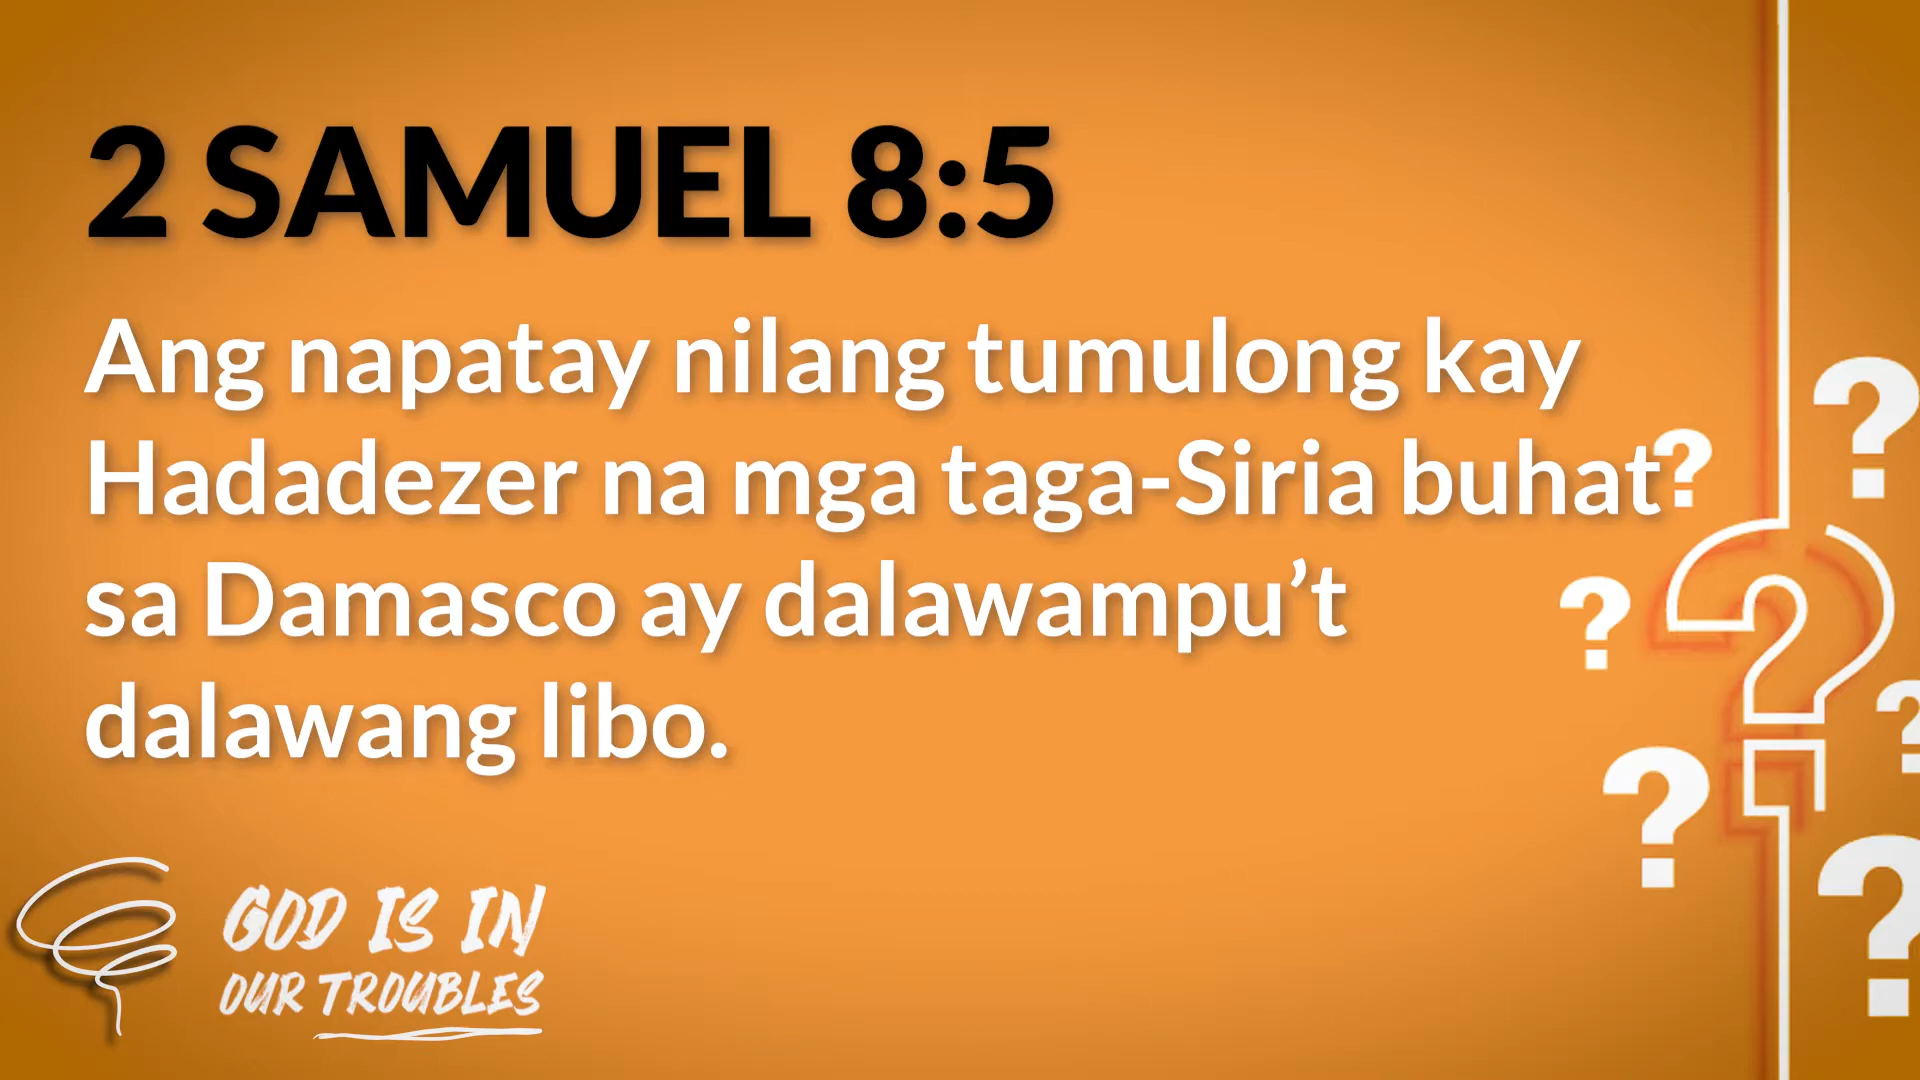 2 SAMUEL 8:5
Ang napatay nilang tumulong kay
Hadadezer na mga taga-Siria buhat
sa Damasco ay dalawampu’t
dalawang libo.
GOD IS IN
OUR TROUBLES